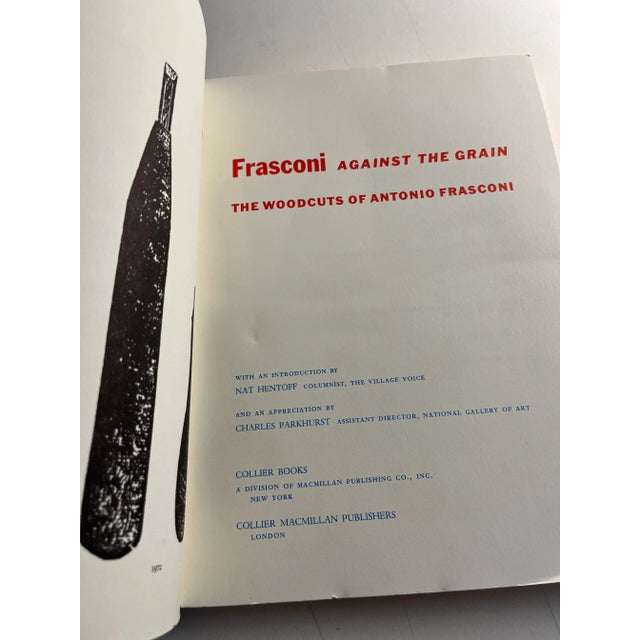 Frasconi AGAINST THE GRAIN
THE WOODCUTS OF ANTONIO FRASCONI
WITH AN INTRODUCTION BY
NAT HENTOFF COLUMNIST, THE VILLAGE VOICE
AND AN APPRECIATION BY
CHARLES PARKHURST ASSISTANT DIRECTOR, NATIONAL GALLERY OF ART
COLLIER BOOKS
A DIVISION OF MACMILLAN PUBLISHING CO., INC.
NEW YORK
COLLIER MACMILLAN PUBLISHERS
LONDON
1972